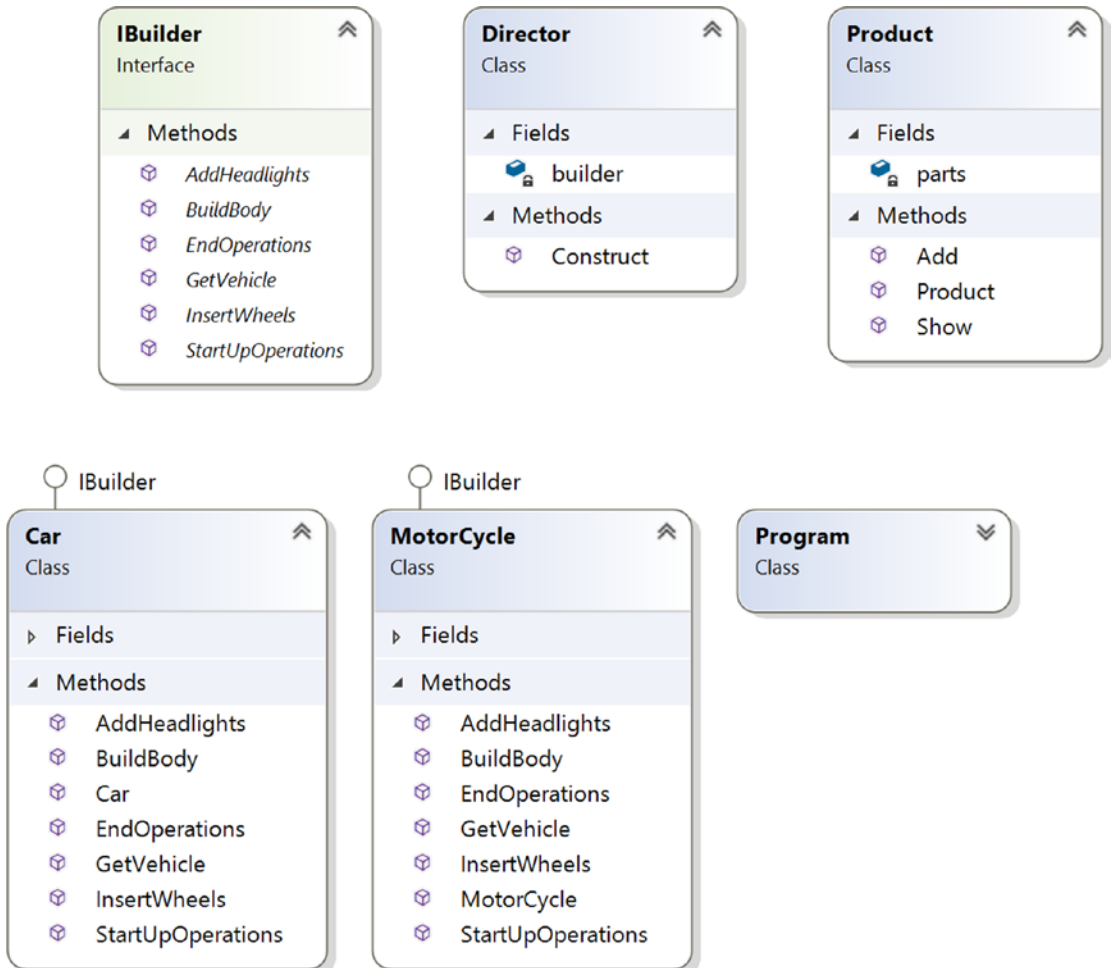 IBuilder
Interface
Methods
AddHeadlights
BuildBody
EndOperations
GetVehicle
InsertWheels
StartUpOperations
Director
Class
Fields
builder
Methods
Construct
Product
Class
Fields
parts
Methods
Add
Product
Show
IBuilder
Car
Class
Fields
Methods
AddHeadlights
BuildBody
Car
EndOperations
GetVehicle
InsertWheels
StartUpOperations
IBuilder
MotorCycle
Class
Fields
Methods
AddHeadlights
BuildBody
EndOperations
GetVehicle
InsertWheels
MotorCycle
StartUpOperations
Program
Class